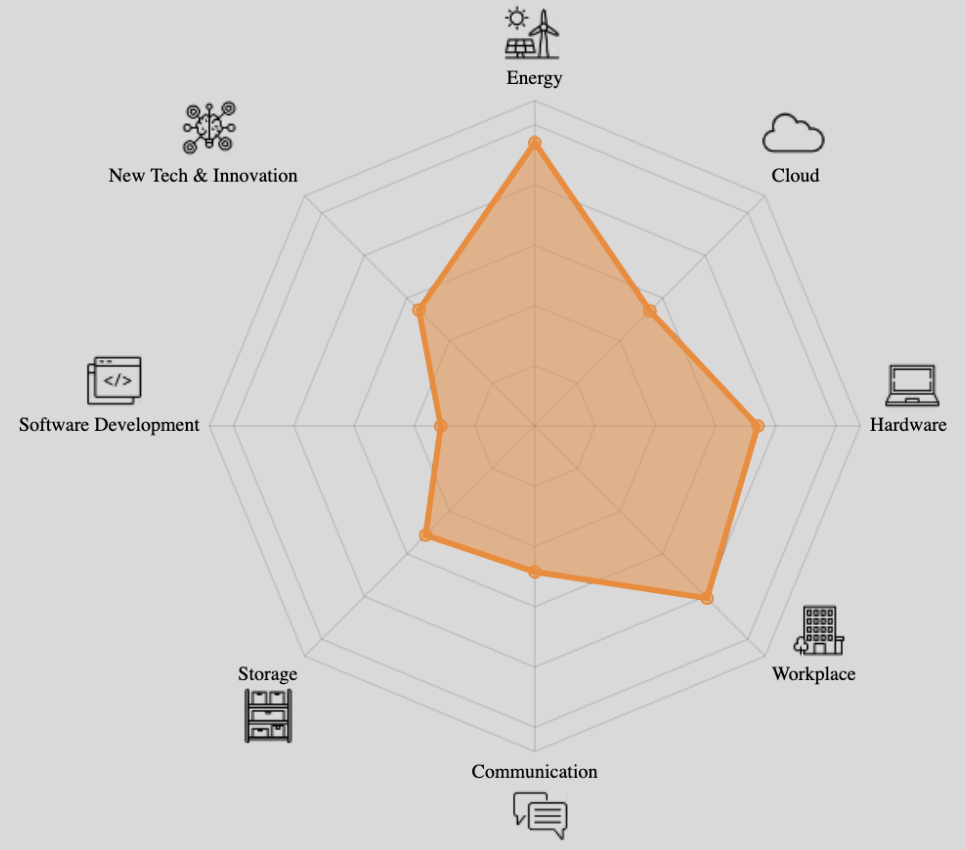 Energy
New Tech & Innovation
Cloud
</>
Software Development
Hardware
Storage
Workplace
Communication